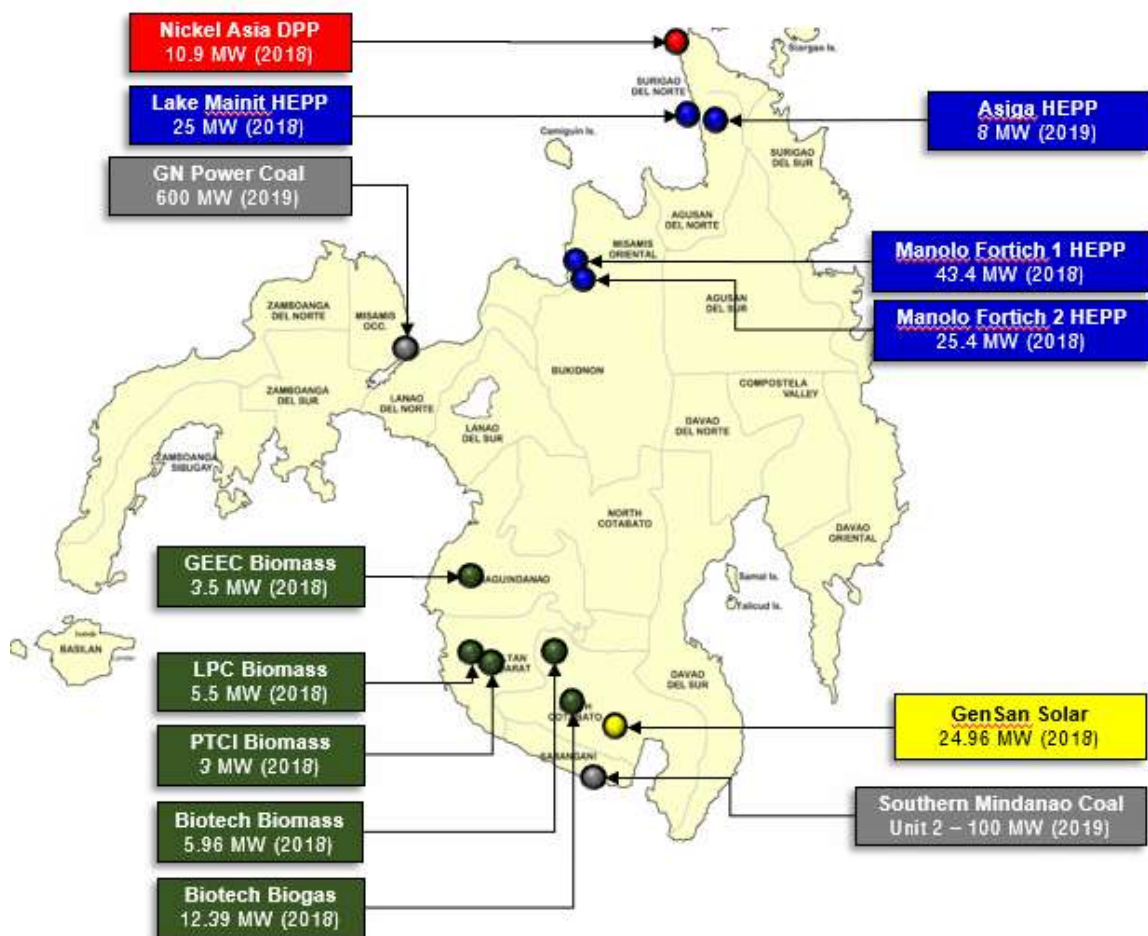 Nickel Asia DPP
10.9 MW (2018)
Lake Mainit HEPP
25 MW (2018)
GN Power Coal
600 MW (2019)
Siargao Is.
SURIGAO
DEL NORTE
Camiguin Is.
Asiga HEPP
8 MW (2019)
SURIGAO
DEL SUR
AGUSAN
DEL NORTE
MISAMIS
ORIENTAL
Manolo Fortich 1 HEPP
43.4 MW (2018)
Manolo Fortich 2 HEPP
25.4 MW (2018)
AGUSAN
DEL SUR
ZAMBOANGA
DEL NORTE
MISAMIS
OCC.
BUKIDNON
ZAMBOANGA
DEL SUR
LANAO
DEL NORTE
LANAO
DEL SUR
COMPOSTELA
VALLEY
DAVAO
DEL NORTE
ZAMBOANGA
SIBUGAY
NORTH
COTABATO
DAVAO
ORIENTAL
GEEC Biomass
3.5 MW (2018)
AGUINDANAO
Samal Is.
Talicud Is.
BASILAN
LPC Biomass
5.5 MW (2018)
LTAN
ARAT
DAVAO
DEL SUR
PTCI Biomass
3 MW (2018)
TH
COTABATO
SARANGANI
GenSan Solar
24.96 MW (2018)
Biotech Biomass
5.96 MW (2018)
Southern Mindanao Coal
Unit 2 – 100 MW (2019)
Biotech Biogas
12.39 MW (2018)